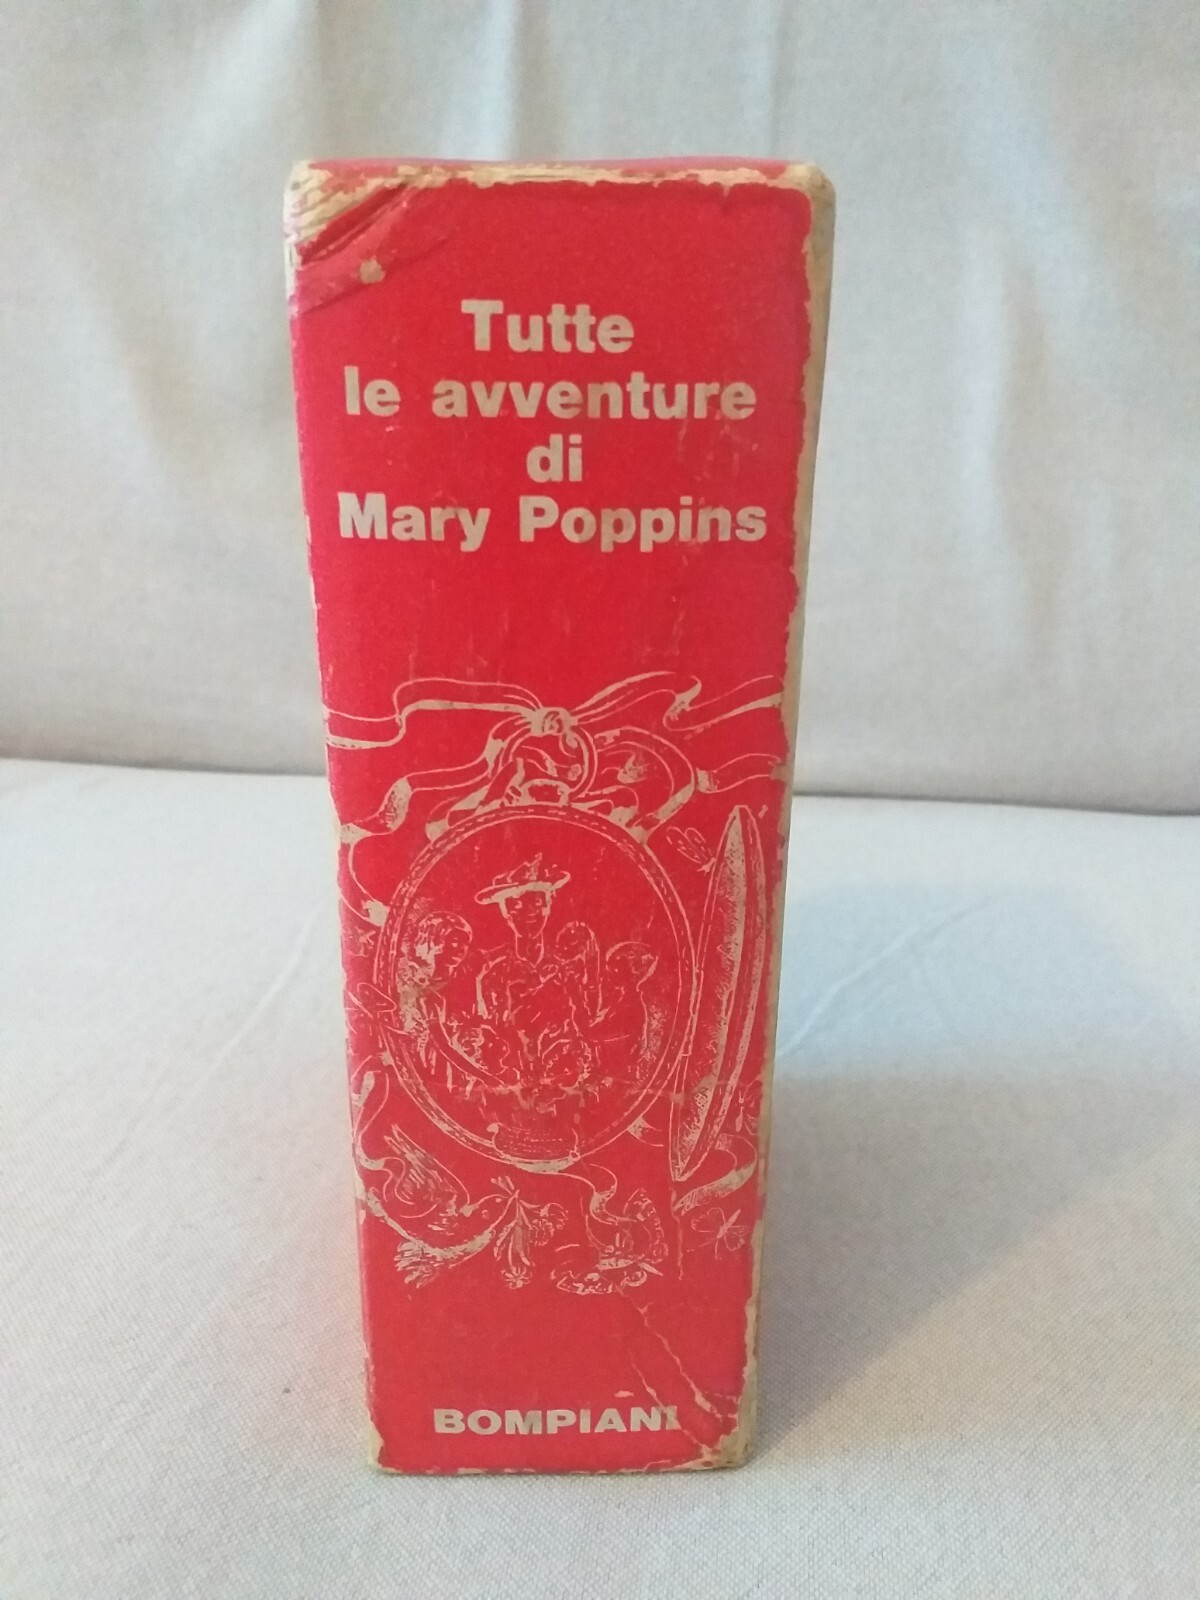 Tutte
le avventure
di
Mary Poppins
BOMPIANI